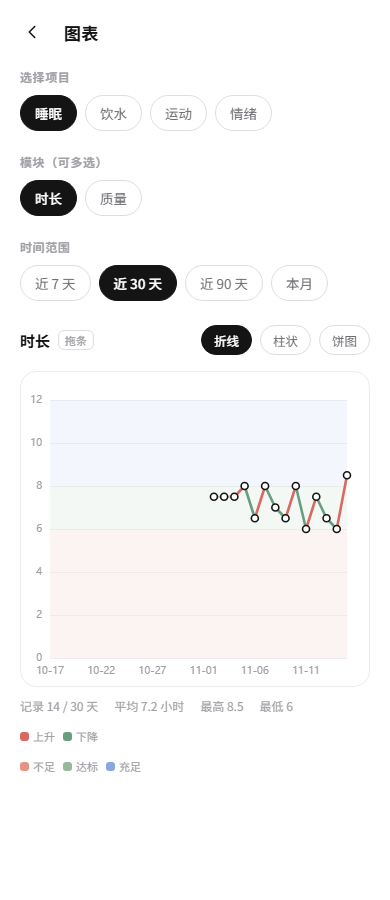 图表
选择项目
睡眠 饮水 运动 情绪
模块（可多选）
时长 质量
时间范围
近 7 天 近 30 天 近 90 天 本月
时长 拖条 折线 柱状 饼图
12
10
8
6
4
2
0
10-17 10-22 10-27 11-01 11-06 11-11
记录 14 / 30 天 平均 7.2 小时 最高 8.5 最低 6
上升 下降
不足 达标 充足